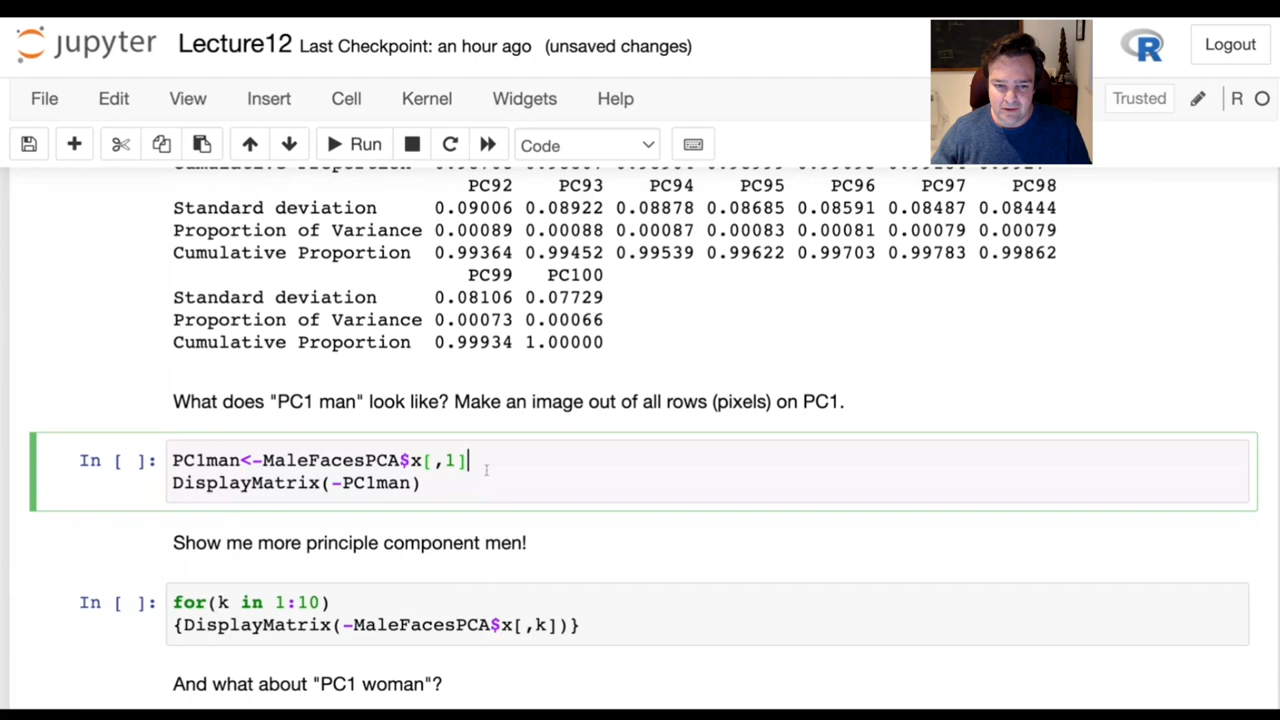 jupyter Lecture12 Last Checkpoint: an hour ago (unsaved changes) R Logout
File Edit View Insert Cell Kernel Widgets Help Trusted R
Run Code
PC92 PC93 PC94 PC95 PC96 PC97 PC98
Standard deviation 0.09006 0.08922 0.08878 0.08685 0.08591 0.08487 0.08444
Proportion of Variance 0.00089 0.00088 0.00087 0.00083 0.00081 0.00079 0.00079
Cumulative Proportion 0.99364 0.99452 0.99539 0.99622 0.99703 0.99783 0.99862
PC99 PC100
Standard deviation 0.08106 0.07729
Proportion of Variance 0.00073 0.00066
Cumulative Proportion 0.99934 1.00000
What does "PC1 man" look like? Make an image out of all rows (pixels) on PC1.
In [ ]: PC1man<-MaleFacesPCA$x[,1]
DisplayMatrix(-PC1man)
Show me more principle component men!
In [ ]: for(k in 1:10)
{DisplayMatrix(-MaleFacesPCA$x[,k])}
And what about "PC1 woman"?